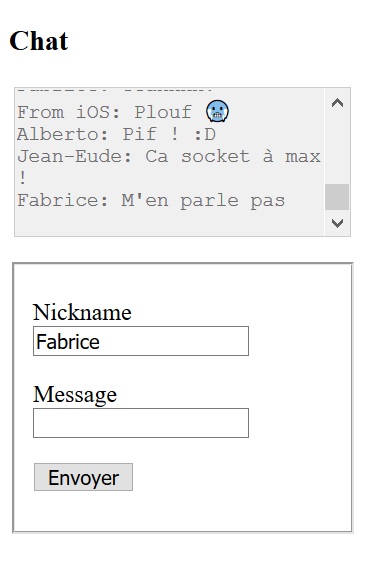 Chat
From iOS: Plouf 🥶
Alberto: Pif ! :D
Jean-Eude: Ca socket à max
!
Fabrice: M'en parle pas
Nickname
Fabrice
Message
Envoyer